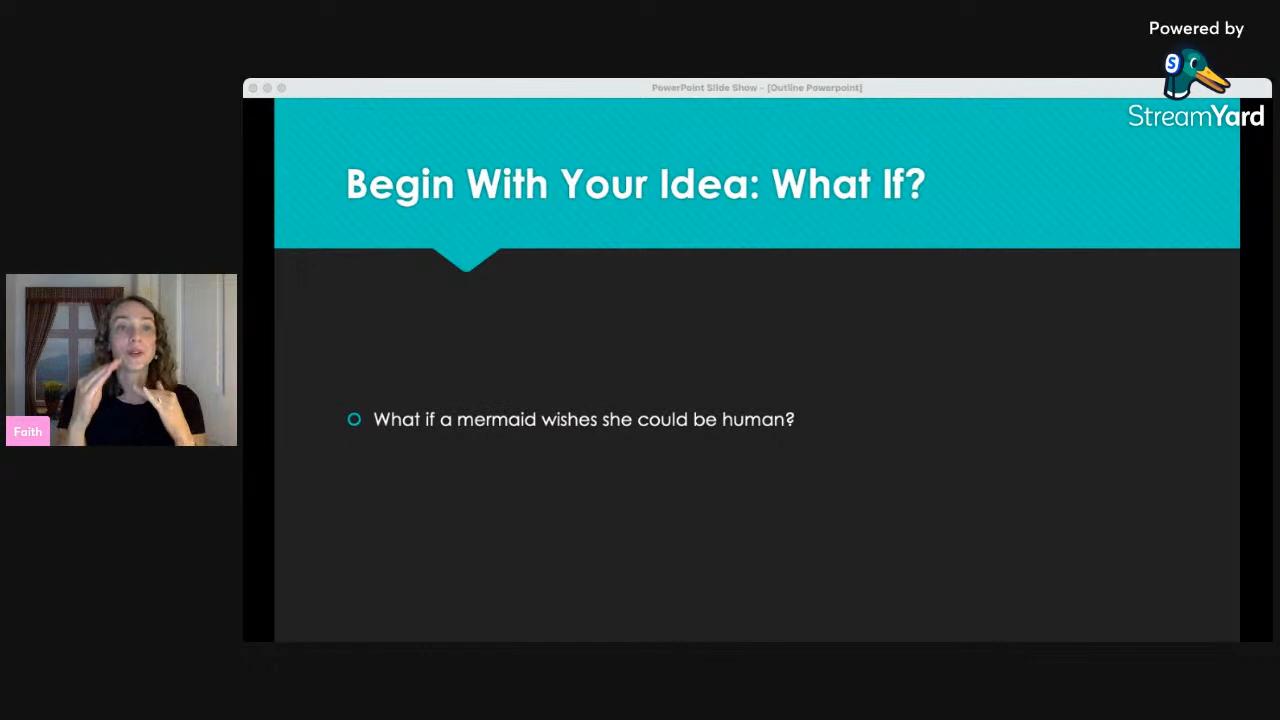 Powered by
S
StreamYard
PowerPoint Slide Show - [Outline Powerpoint]
Begin With Your Idea: What If?
What if a mermaid wishes she could be human?
Faith